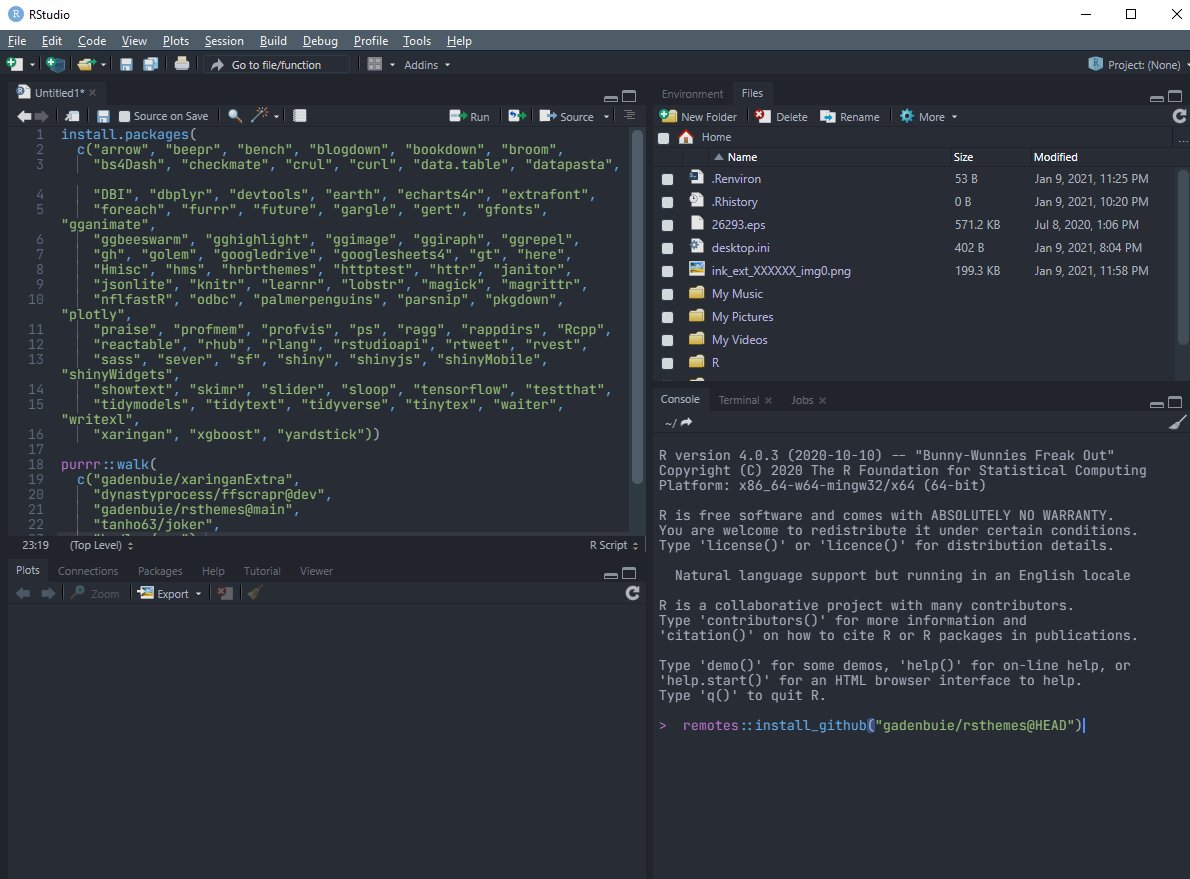 RStudio
File Edit Code View Plots Session Build Debug Profile Tools Help
Go to file/function Addins Project: (None)
Untitled1*
Source on Save Run Source
1 install.packages(
2 c("arrow", "beepr", "bench", "blogdown", "bookdown", "broom",
3 "bs4Dash", "checkmate", "crul", "curl", "data.table", "datapasta",
4 "DBI", "dbplyr", "devtools", "earth", "echarts4r", "extrafont",
5 "foreach", "furrr", "future", "gargle", "gert", "gfonts",
"gganimate",
6 "ggbeeswarm", "gghighlight", "ggimage", "ggiraph", "ggrepel",
7 "gh", "golem", "googledrive", "googlesheets4", "gt", "here",
8 "Hmisc", "hms", "hrbrthemes", "httptest", "httr", "janitor",
9 "jsonlite", "knitr", "learnr", "lobstr", "magick", "magrittr",
10 "nflfastR", "odbc", "palmerpenguins", "parsnip", "pkgdown",
"plotly",
11 "praise", "profmem", "profvis", "ps", "ragg", "rappdirs", "Rcpp",
12 "reactable", "rhub", "rlang", "rstudioapi", "rtweet", "rvest",
13 "sass", "sever", "sf", "shiny", "shinyjs", "shinyMobile",
"shinyWidgets",
14 "showtext", "skimr", "slider", "sloop", "tensorflow", "testthat",
15 "tidymodels", "tidytext", "tidyverse", "tinytex", "waiter",
"writexl",
16 "xaringan", "xgboost", "yardstick"))
17
18 purrr::walk(
19 c("gadenbuie/xaringanExtra",
20 "dynastyprocess/ffscrapr@dev",
21 "gadenbuie/rsthemes@main",
22 "tanho63/joker",
23:19 (Top Level) R Script
Plots Connections Packages Help Tutorial Viewer
Zoom Export
Environment Files
New Folder Delete Rename More
Home
Name Size Modified
.Renviron 53 B Jan 9, 2021, 11:25 PM
.Rhistory 0 B Jan 9, 2021, 10:20 PM
26293.eps 571.2 KB Jul 8, 2020, 1:06 PM
desktop.ini 402 B Jan 9, 2021, 8:04 PM
ink_ext_XXXXXX_img0.png 199.3 KB Jan 9, 2021, 11:58 PM
My Music
My Pictures
My Videos
R
Console Terminal Jobs
~/
R version 4.0.3 (2020-10-10) -- "Bunny-Wunnies Freak Out"
Copyright (C) 2020 The R Foundation for Statistical Computing
Platform: x86_64-w64-mingw32/x64 (64-bit)
R is free software and comes with ABSOLUTELY NO WARRANTY.
You are welcome to redistribute it under certain conditions.
Type 'license()' or 'licence()' for distribution details.
Natural language support but running in an English locale
R is a collaborative project with many contributors.
Type 'contributors()' for more information and
'citation()' on how to cite R or R packages in publications.
Type 'demo()' for some demos, 'help()' for on-line help, or
'help.start()' for an HTML browser interface to help.
Type 'q()' to quit R.
> remotes::install_github("gadenbuie/rsthemes@HEAD")